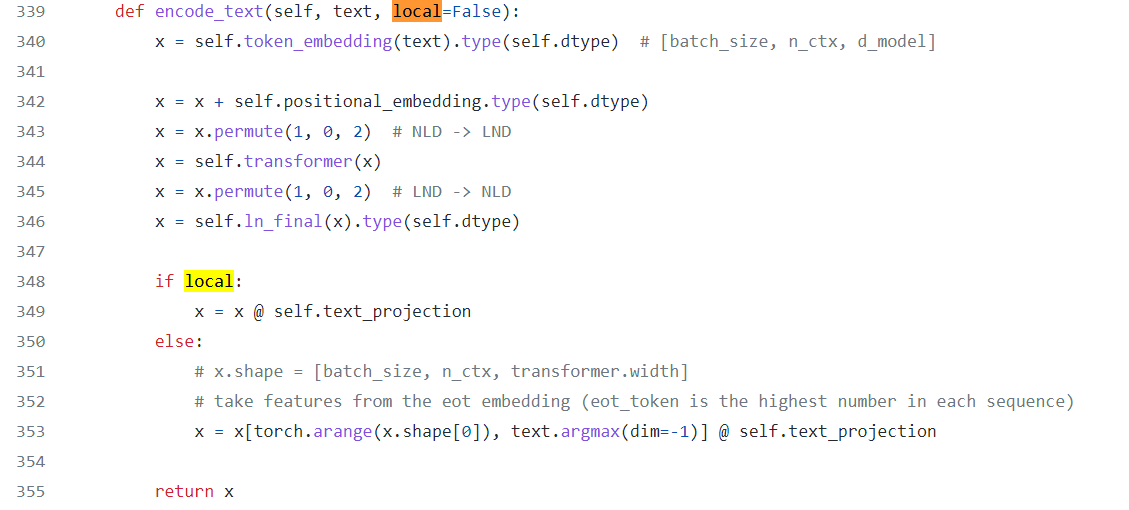 339 def encode_text(self, text, local=False):
340 x = self.token_embedding(text).type(self.dtype)  # [batch_size, n_ctx, d_model]
341
342 x = x + self.positional_embedding.type(self.dtype)
343 x = x.permute(1, 0, 2)  # NLD -> LND
344 x = self.transformer(x)
345 x = x.permute(1, 0, 2)  # LND -> NLD
346 x = self.ln_final(x).type(self.dtype)
347
348 if local:
349 x = x @ self.text_projection
350 else:
351 # x.shape = [batch_size, n_ctx, transformer.width]
352 # take features from the eot embedding (eot_token is the highest number in each sequence)
353 x = x[torch.arange(x.shape[0]), text.argmax(dim=-1)] @ self.text_projection
354
355 return x